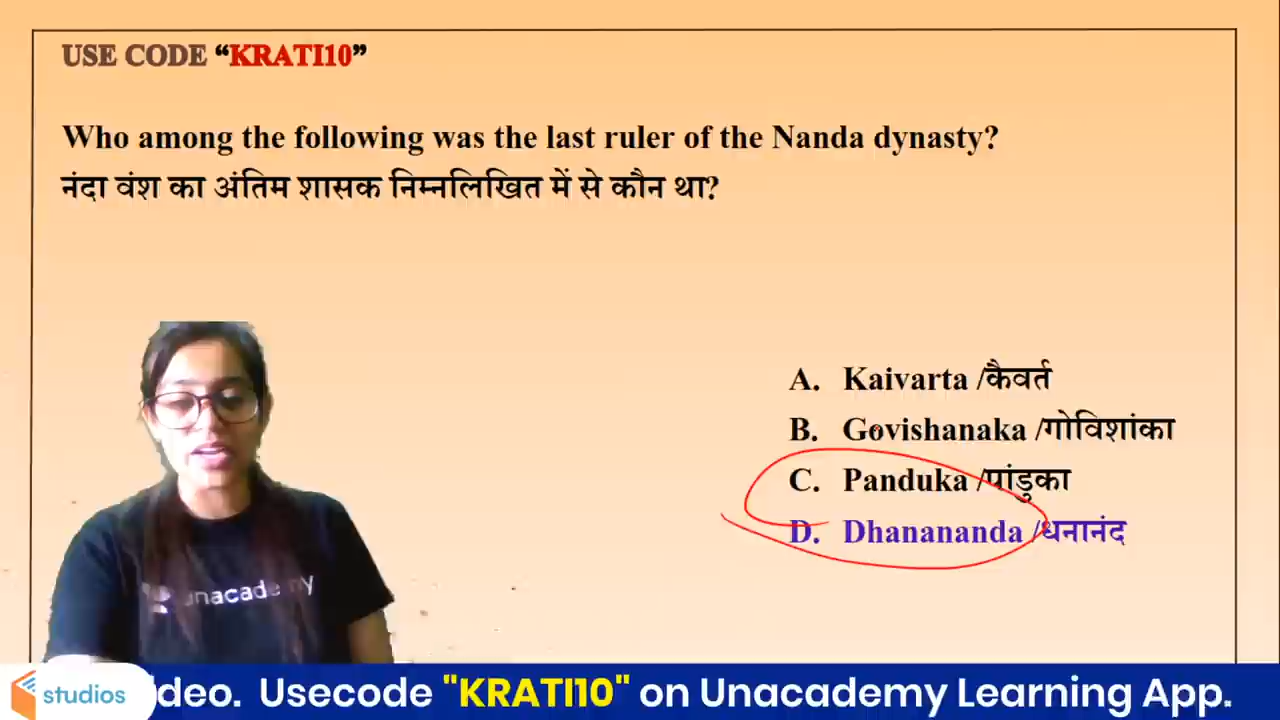 USE CODE “KRATI10”
Who among the following was the last ruler of the Nanda dynasty?
नंदा वंश का अंतिम शासक निम्नलिखित में से कौन था?
A. Kaivarta /कैवर्त
B. Govishanaka /गोविशांका
C. Panduka /पांडुका
D. Dhanananda /धनानंद
unacademy
studios
deo. Usecode "KRATI10" on Unacademy Learning App.